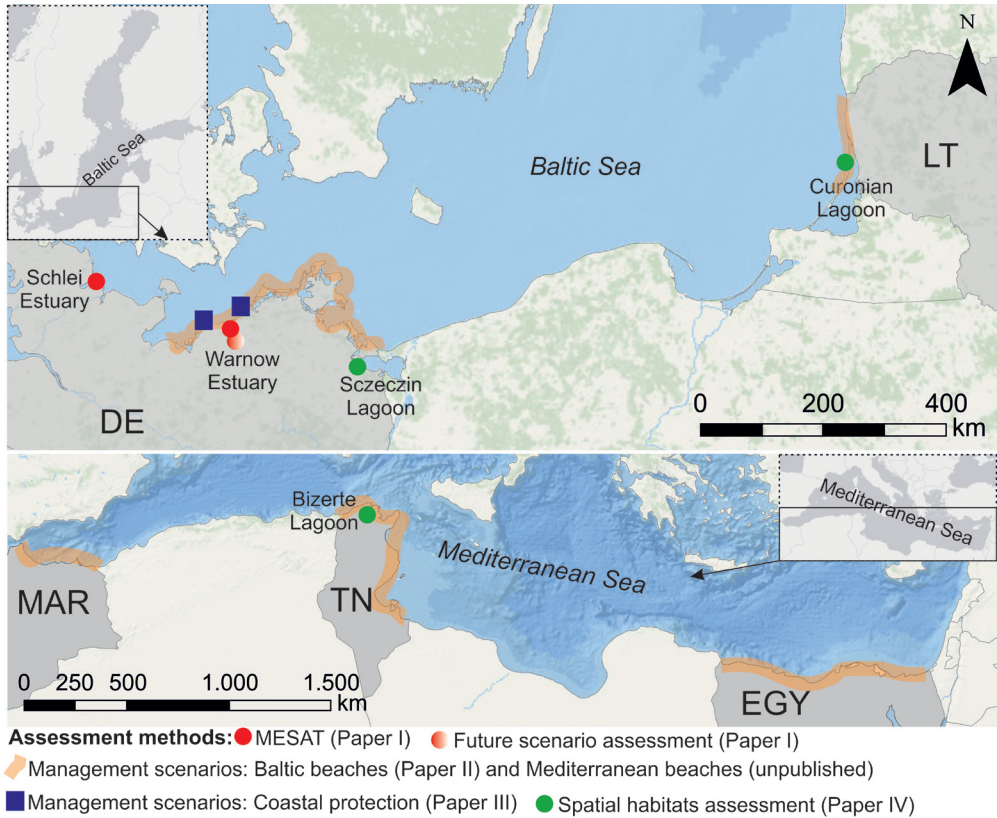 N
Baltic Sea
Baltic Sea
LT
Curonian
Lagoon
Schlei
Estuary
Warnow
Estuary
Sczeczin
Lagoon
DE
0 200 400
km
Bizerte
Lagoon
Mediterranean Sea
Mediterranean Sea
MAR
TN
EGY
0 250 500 1.000 1.500
km
Assessment methods: MESAT (Paper I) Future scenario assessment (Paper I)
Management scenarios: Baltic beaches (Paper II) and Mediterranean beaches (unpublished)
Management scenarios: Coastal protection (Paper III) Spatial habitats assessment (Paper IV)